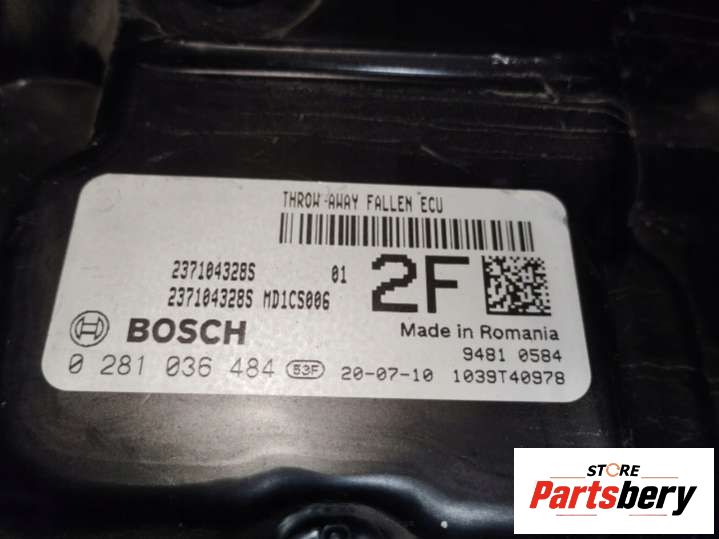 THROW-AWAY FALLEN ECU
237104328S 01
237104328S MD1CS006
2F
BOSCH
Made in Romania
9481 0584
0 281 036 484 53F 20-07-10 1039T40978
STORE
Partsbery